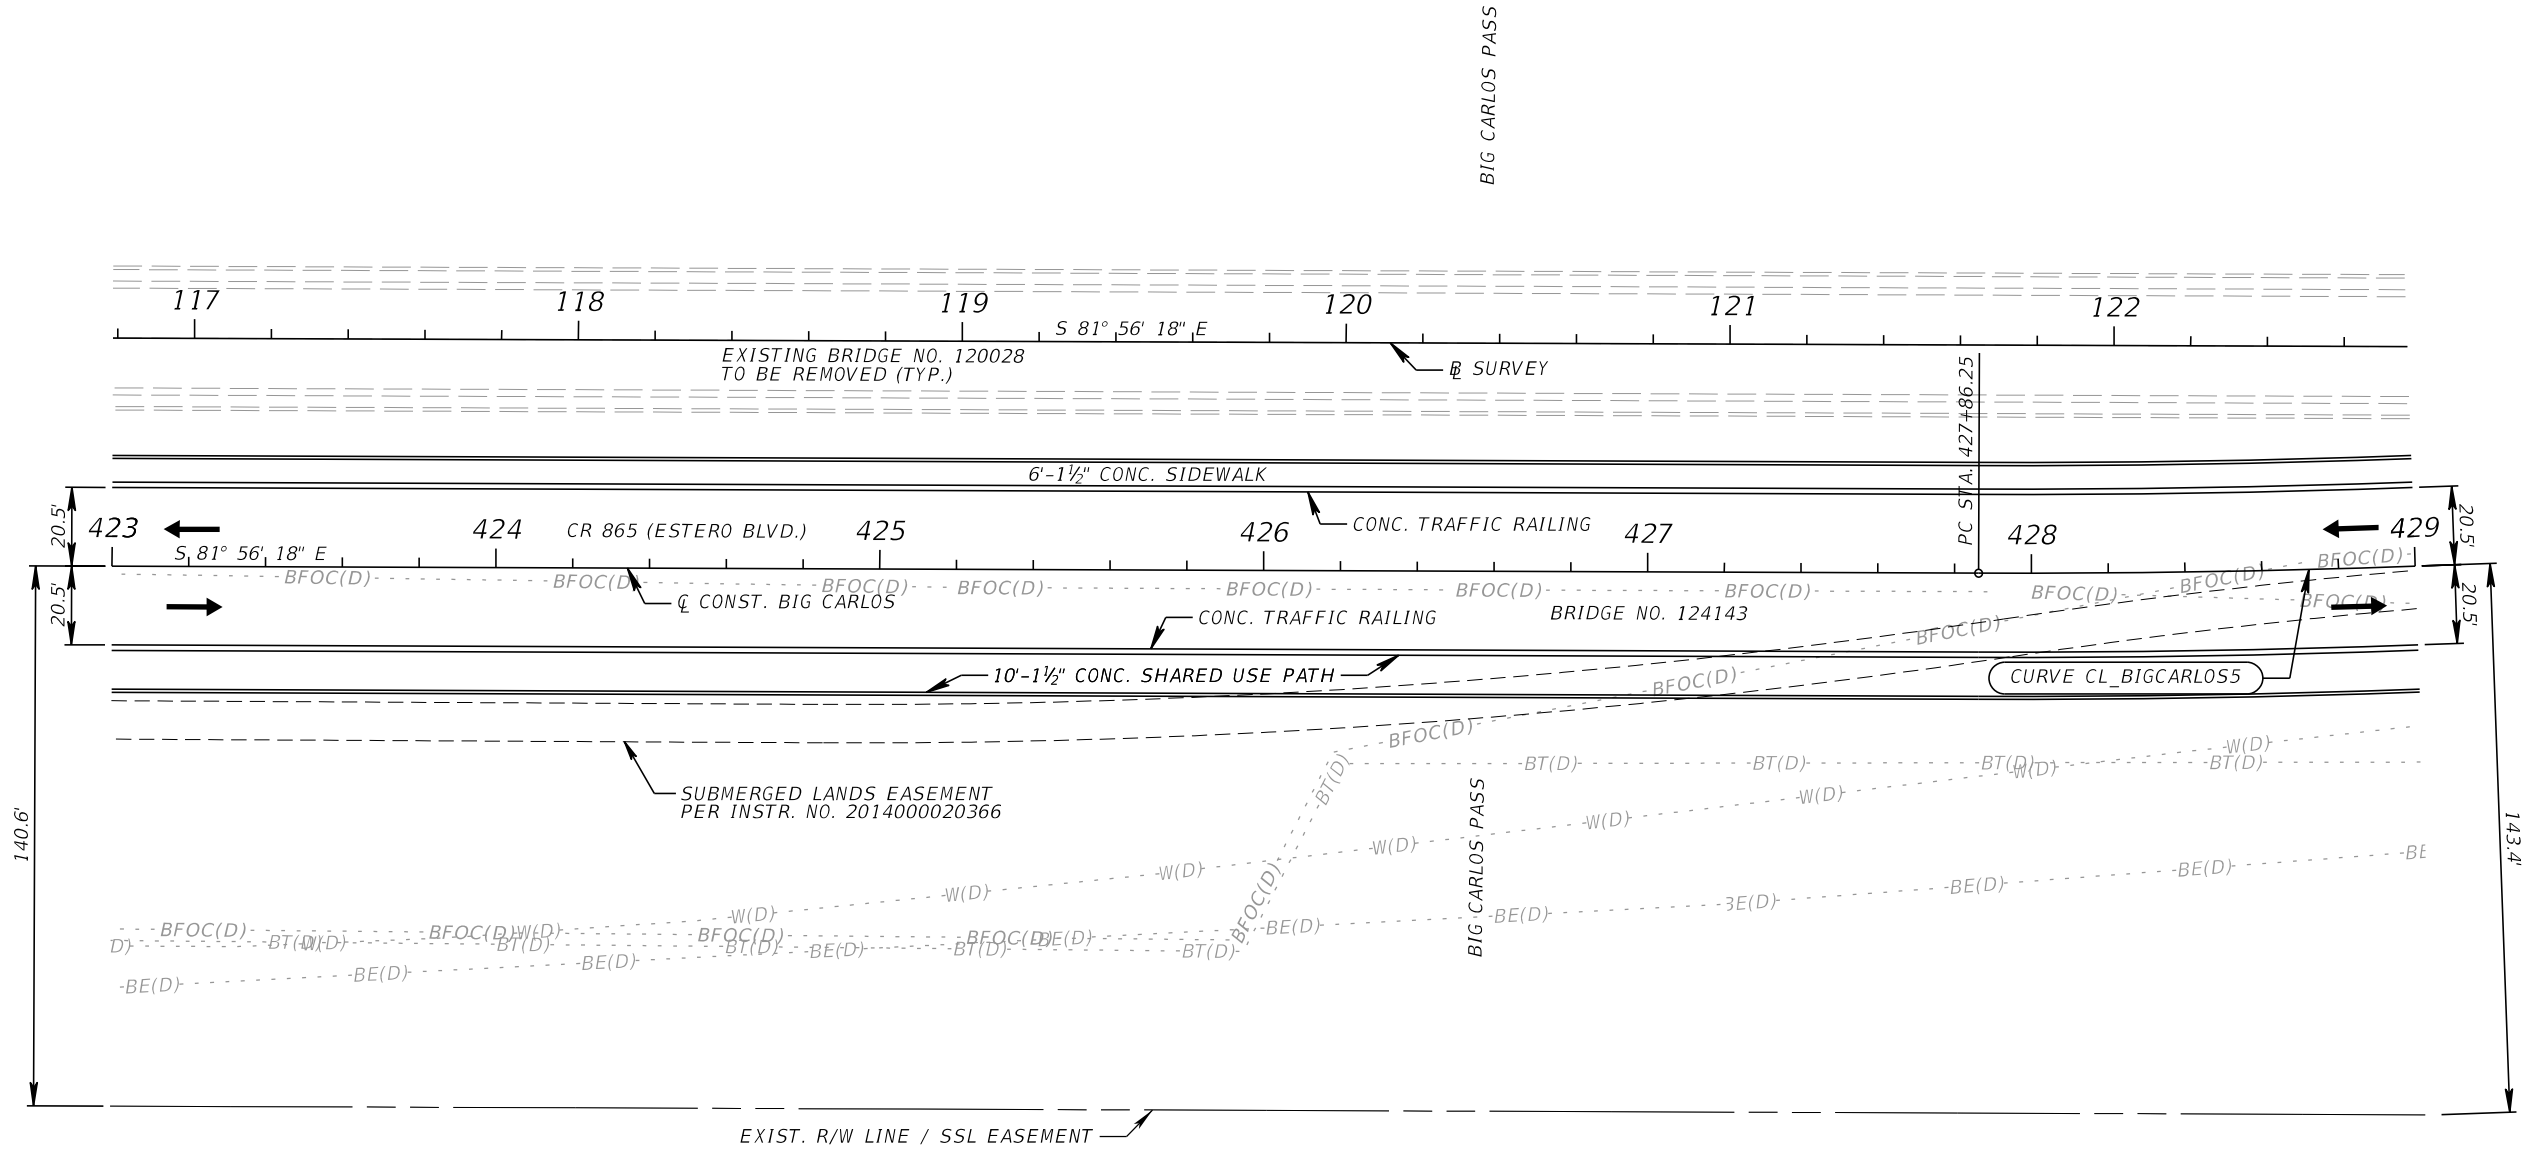 BIG CARLOS PASS
117
118
119
120
121
122
S 81° 56' 18" E
EXISTING BRIDGE NO. 120028
TO BE REMOVED (TYP.)
BL SURVEY
PC STA. 427+86.25
6'-1½" CONC. SIDEWALK
20.5'
423
424
CR 865 (ESTERO BLVD.)
425
426
CONC. TRAFFIC RAILING
427
428
429
20.5'
S 81° 56' 18" E
BFOC(D)
BFOC(D)
BFOC(D)
BFOC(D)
BFOC(D)
BFOC(D)
BFOC(D)
BFOC(D)
BFOC(D)
BFOC(D)
BFOC(D)
20.5'
CL CONST. BIG CARLOS
CONC. TRAFFIC RAILING
BRIDGE NO. 124143
BFOC(D)
20.5'
10'-1½" CONC. SHARED USE PATH
BFOC(D)
CURVE CL_BIGCARLOS5
BFOC(D)
W(D)
BT(D)
BT(D)
BT(D)
W(D)
BT(D)
BT(D)
SUBMERGED LANDS EASEMENT
PER INSTR. NO. 2014000020366
W(D)
W(D)
140.6'
143.4'
BIG CARLOS PASS
W(D)
W(D)
W(D)
W(D)
BE
BE(D)
BE(D)
BE(D)
BE(D)
BE(D)
BFOC(D)
BFOC(D)
BFOC(D)
W(D)
BFOC(D)
BFOC(D)
BE(D)
D)
BT(D)
W(D)
BT(D)
BT(D)
BE(D)
BT(D)
BT(D)
BE(D)
BE(D)
BE(D)
EXIST. R/W LINE / SSL EASEMENT